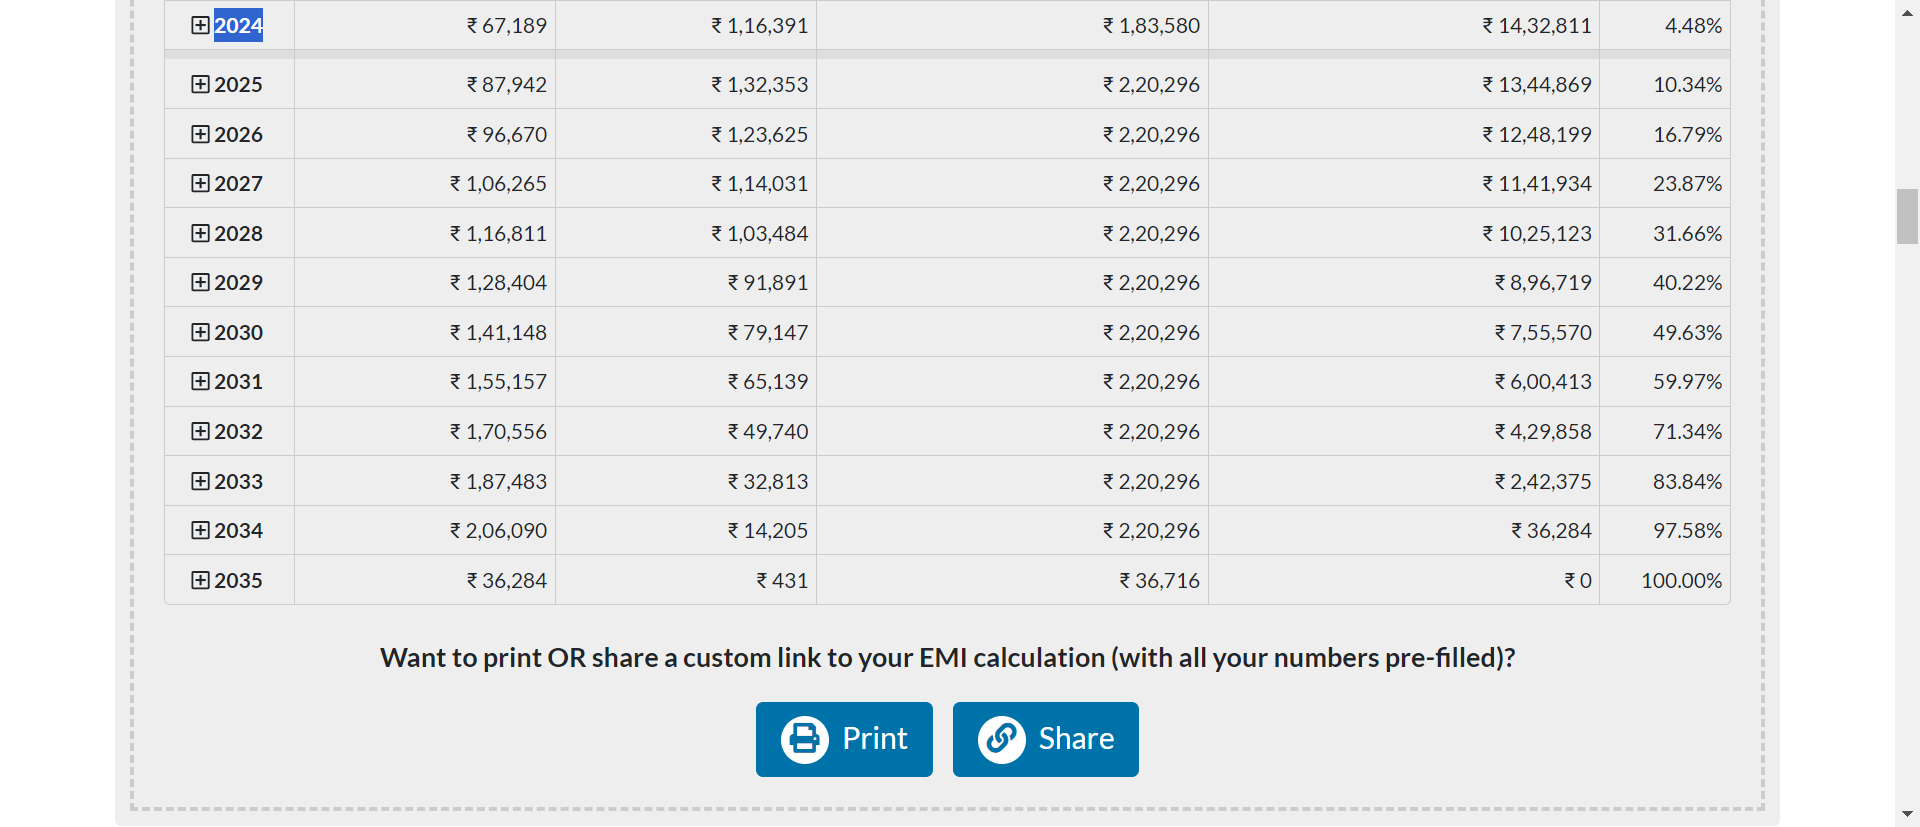 2024 ₹ 67,189 ₹ 1,16,391 ₹ 1,83,580 ₹ 14,32,811 4.48%
2025 ₹ 87,942 ₹ 1,32,353 ₹ 2,20,296 ₹ 13,44,869 10.34%
2026 ₹ 96,670 ₹ 1,23,625 ₹ 2,20,296 ₹ 12,48,199 16.79%
2027 ₹ 1,06,265 ₹ 1,14,031 ₹ 2,20,296 ₹ 11,41,934 23.87%
2028 ₹ 1,16,811 ₹ 1,03,484 ₹ 2,20,296 ₹ 10,25,123 31.66%
2029 ₹ 1,28,404 ₹ 91,891 ₹ 2,20,296 ₹ 8,96,719 40.22%
2030 ₹ 1,41,148 ₹ 79,147 ₹ 2,20,296 ₹ 7,55,570 49.63%
2031 ₹ 1,55,157 ₹ 65,139 ₹ 2,20,296 ₹ 6,00,413 59.97%
2032 ₹ 1,70,556 ₹ 49,740 ₹ 2,20,296 ₹ 4,29,858 71.34%
2033 ₹ 1,87,483 ₹ 32,813 ₹ 2,20,296 ₹ 2,42,375 83.84%
2034 ₹ 2,06,090 ₹ 14,205 ₹ 2,20,296 ₹ 36,284 97.58%
2035 ₹ 36,284 ₹ 431 ₹ 36,716 ₹ 0 100.00%
Want to print OR share a custom link to your EMI calculation (with all your numbers pre-filled)?
Print Share